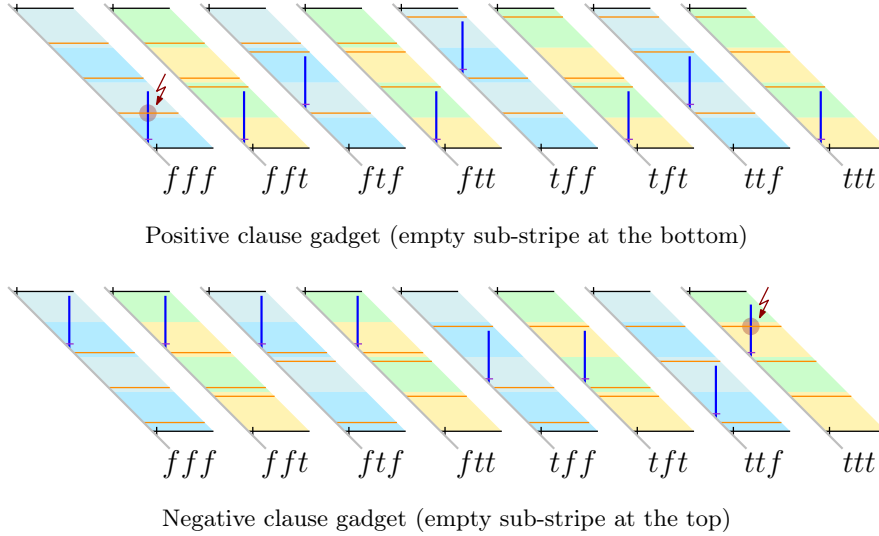 fff fft ftf ftt tff tft ttf ttt
Positive clause gadget (empty sub-stripe at the bottom)
fff fft ftf ftt tff tft ttf ttt
Negative clause gadget (empty sub-stripe at the top)